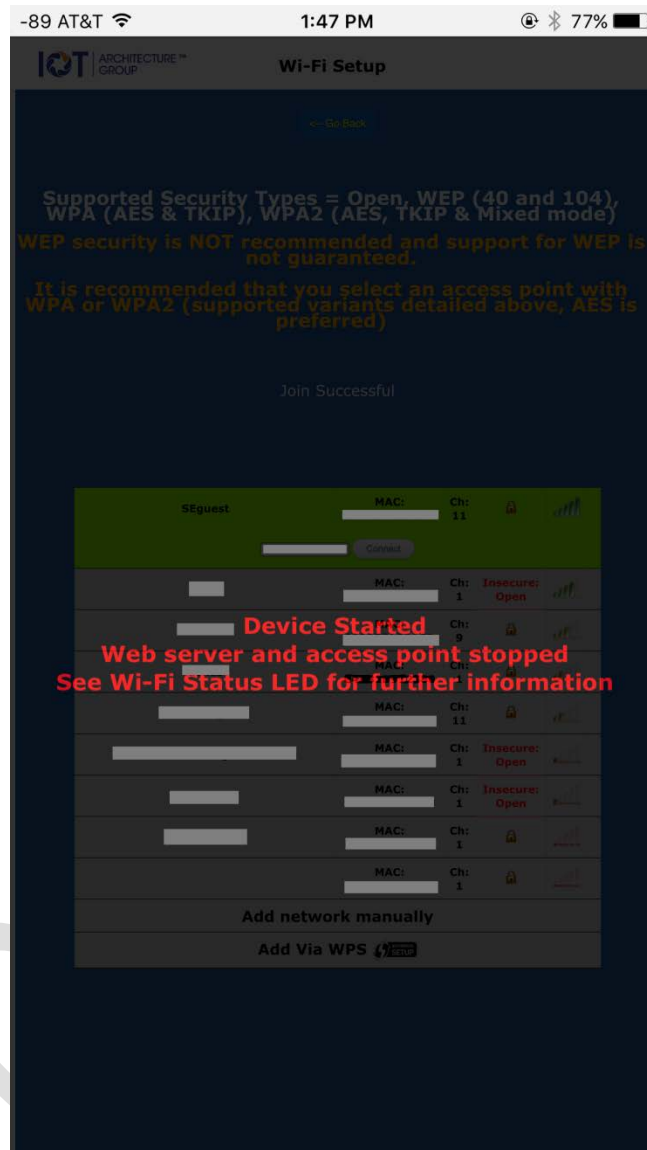 -89 AT&T 1:47 PM 77%
IOT ARCHITECTURE GROUP™ Wi-Fi Setup
<-- Go Back
Supported Security Types = Open, WEP (40 and 104),
WPA (AES & TKIP), WPA2 (AES, TKIP & Mixed mode)
WEP security is NOT recommended and support for WEP is
not guaranteed.
It is recommended that you select an access point with
WPA or WPA2 (supported variants detailed above, AES is
preferred)
Join Successful
SEguest MAC: Ch: 11
Connect
MAC: Ch: 1 Insecure: Open
Ch: 9
Device Started
Web server and access point stopped
See Wi-Fi Status LED for further information
MAC: Ch: 11
MAC: Ch: 1 Insecure: Open
MAC: Ch: 1 Insecure: Open
MAC: Ch: 1
MAC: Ch: 1
Add network manually
Add Via WPS